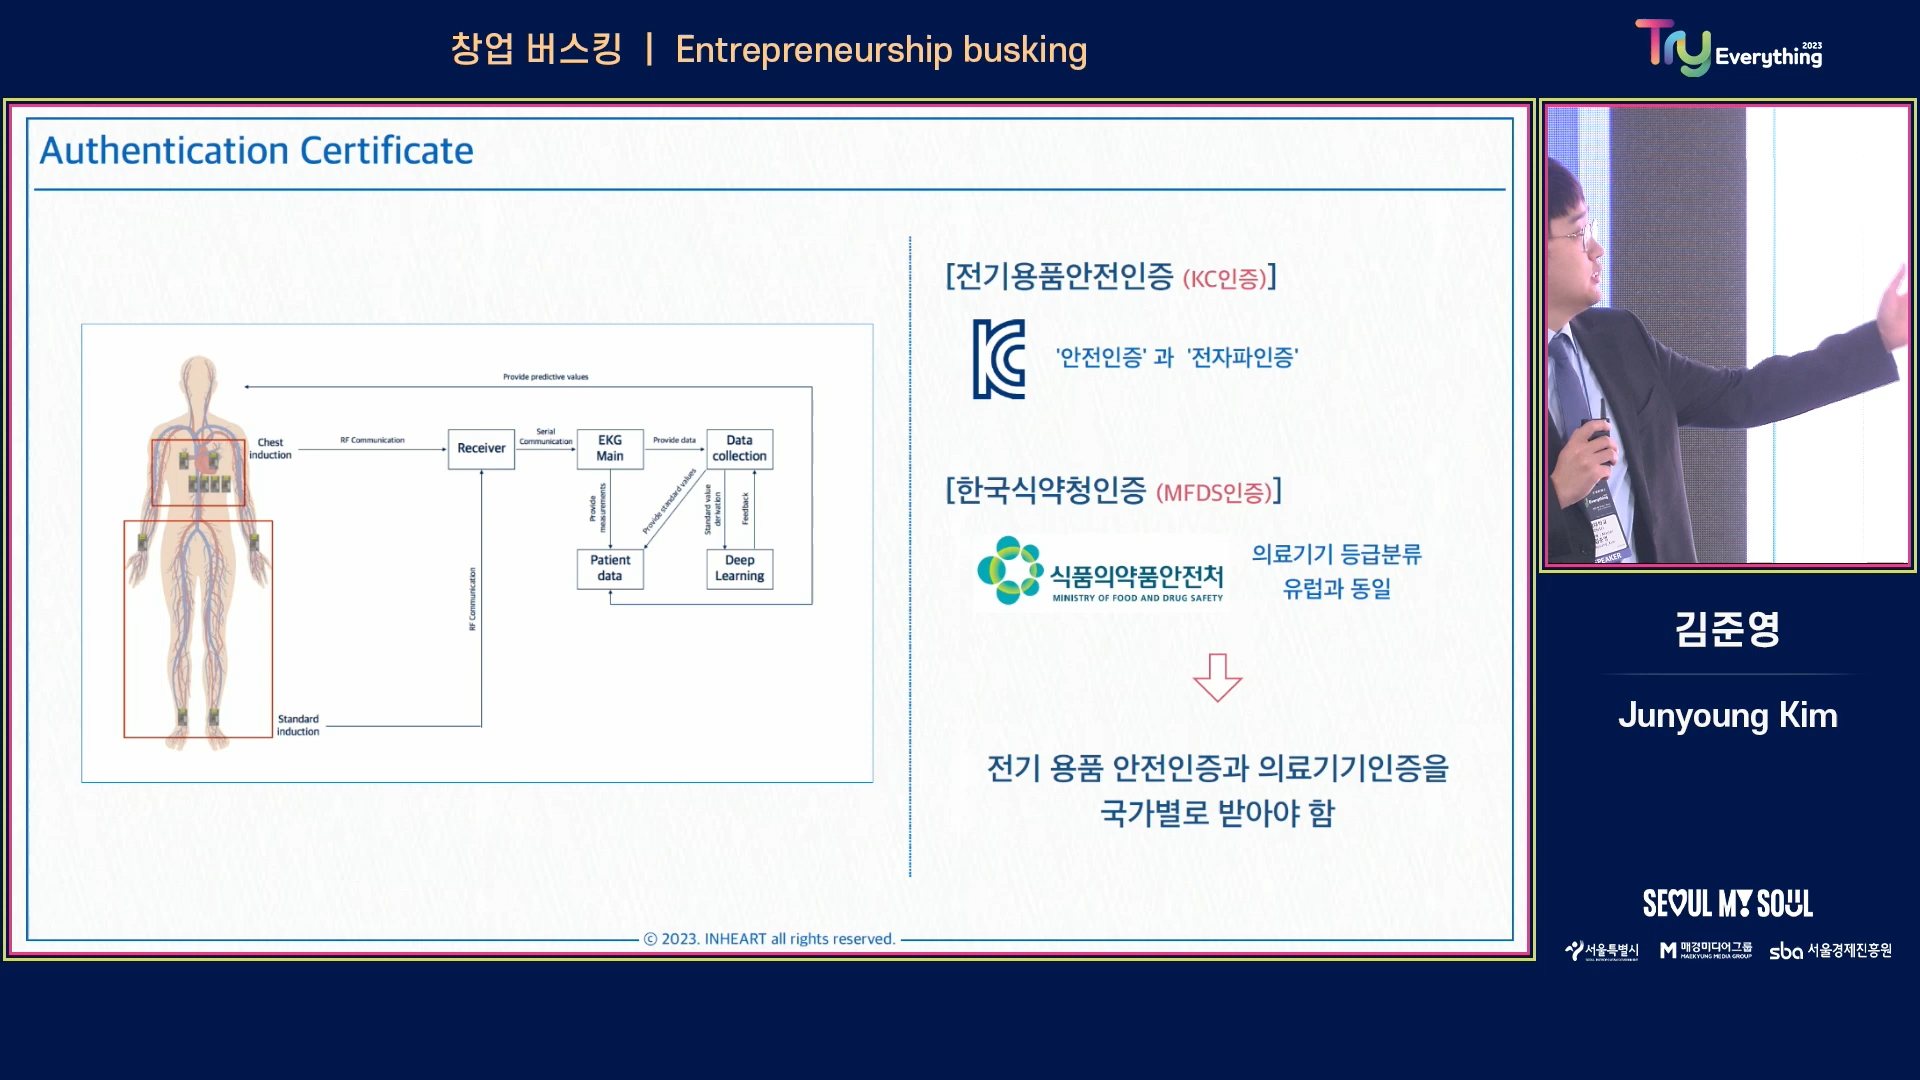 창업 버스킹 | Entrepreneurship busking
Try Everything 2023
Authentication Certificate
Provide predictive values
Chest
induction
RF Communication
Receiver
Serial
Communication
EKG
Main
Provide data
Data
collection
Provide
measurements
Provide standard values
Standard value
derivation
Feedback
Patient
data
Deep
Learning
RF Communication
Standard
induction
[전기용품안전인증 (KC인증)]
'안전인증' 과 '전자파인증'
[한국식약청인증 (MFDS인증)]
식품의약품안전처
MINISTRY OF FOOD AND DRUG SAFETY
의료기기 등급분류
유럽과 동일
전기 용품 안전인증과 의료기기인증을
국가별로 받아야 함
© 2023. INHEART all rights reserved.
SPEAKER
김준영
Junyoung Kim
SEOUL MY SOUL
서울특별시
매경미디어그룹
MAEKYUNG MEDIA GROUP
sba 서울경제진흥원